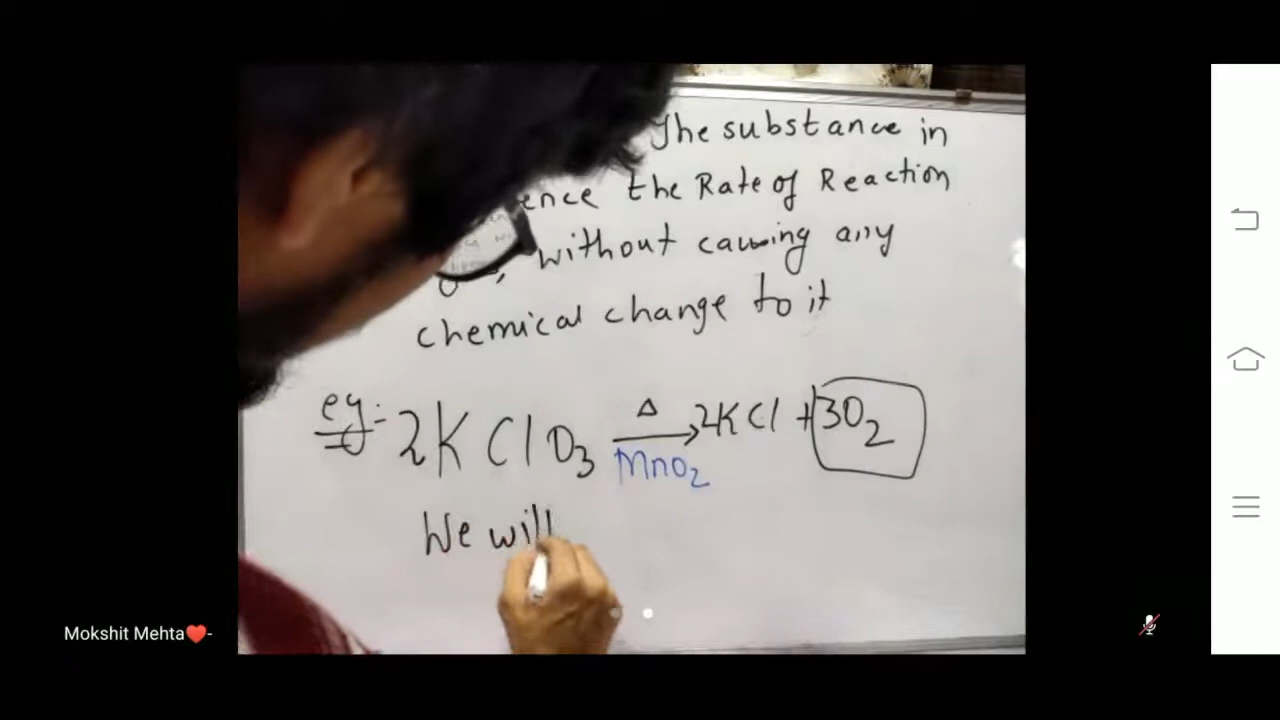 The substance in
ence the Rate of Reaction
without causing any
chemical change to it
eg:- 2KClO3 Δ MnO2 → 2KCl + 3O2
We will
Mokshit Mehta❤️-